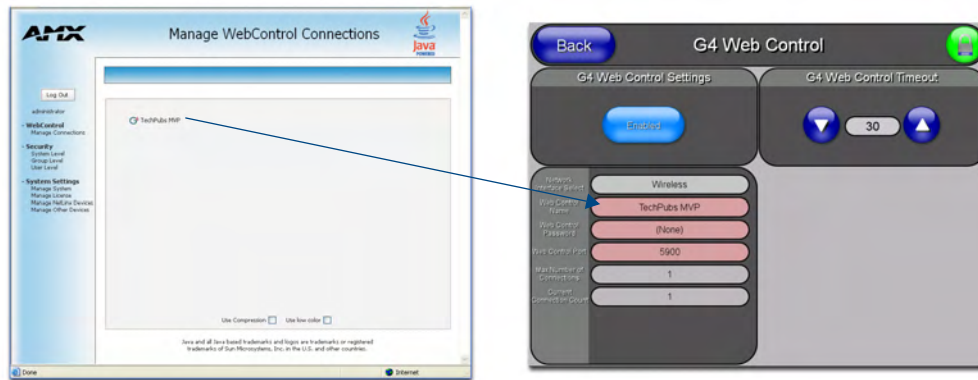 AMX
Manage WebControl Connections
Java
POWERED
Log Out
administrator
- WebControl
Manage Connections
- Security
System Level
Group Level
User Level
- System Settings
Manage System
Manage License
Manage NetLinx Devices
Manage Other Devices
TechPubs MVP
Use Compression
Use low color
Java and all Java based trademarks and logos are trademarks or registered
trademarks of Sun Microsystems, Inc. in the U.S. and other countries.
Done
Internet
Back
G4 Web Control
G4 Web Control Settings
Enabled
G4 Web Control Timeout
30
Network
Interface Select
Wireless
Web Control
Name
TechPubs MVP
Web Control
Password
(None)
Web Control Port
5900
Max Number of
Connections
1
Current
Connection Count
1